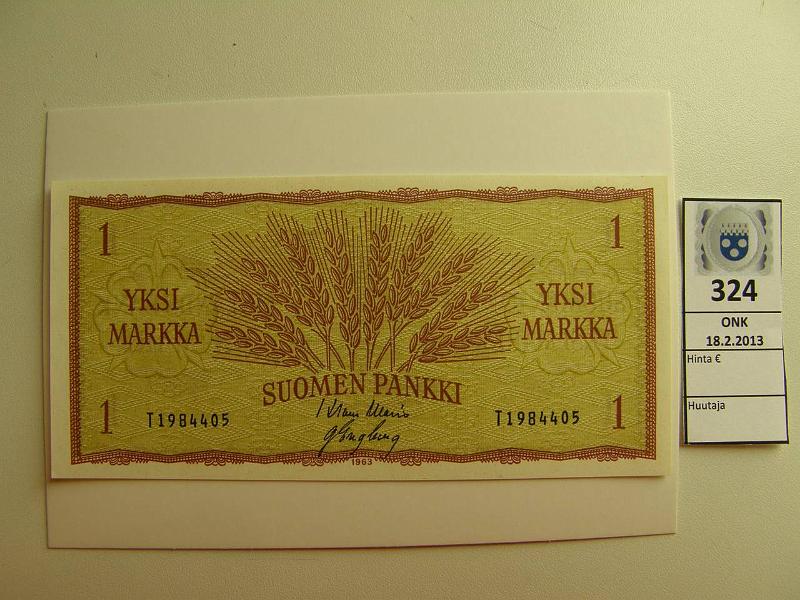 1
1
YKSI
MARKKA
YKSI
MARKKA
SUOMEN PANKKI
1
T1984405
T1984405
1
1963
324
ONK
18.2.2013
Hinta €
Huutaja